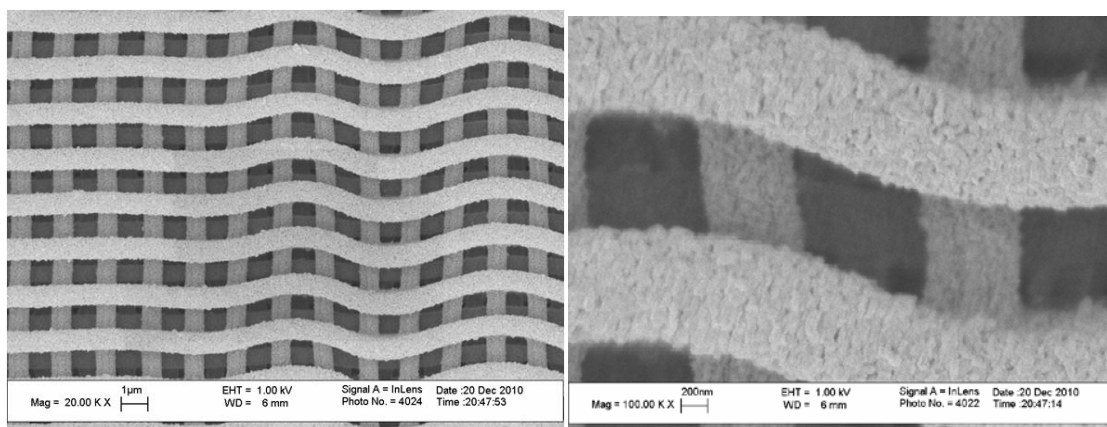 1µm
Mag = 20.00 K X
EHT = 1.00 kV
WD = 6 mm
Signal A = InLens
Photo No. = 4024
Date :20 Dec 2010
Time :20:47:53
200nm
Mag = 100.00 K X
EHT = 1.00 kV
WD = 6 mm
Signal A = InLens
Photo No. = 4022
Date :20 Dec 2010
Time :20:47:14